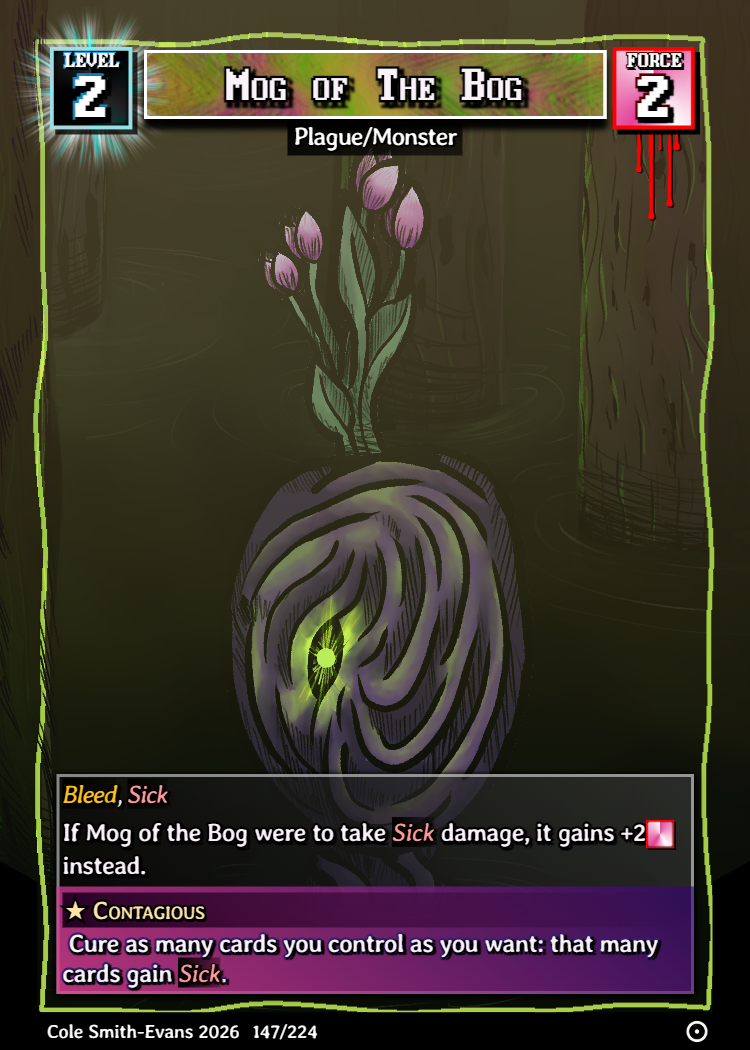 LEVEL
2
Mog of The Bog
FORCE
2
Plague/Monster
Bleed, Sick
If Mog of the Bog were to take Sick damage, it gains +2
instead.
★ Contagious
Cure as many cards you control as you want: that many
cards gain Sick.
Cole Smith-Evans 2026 147/224